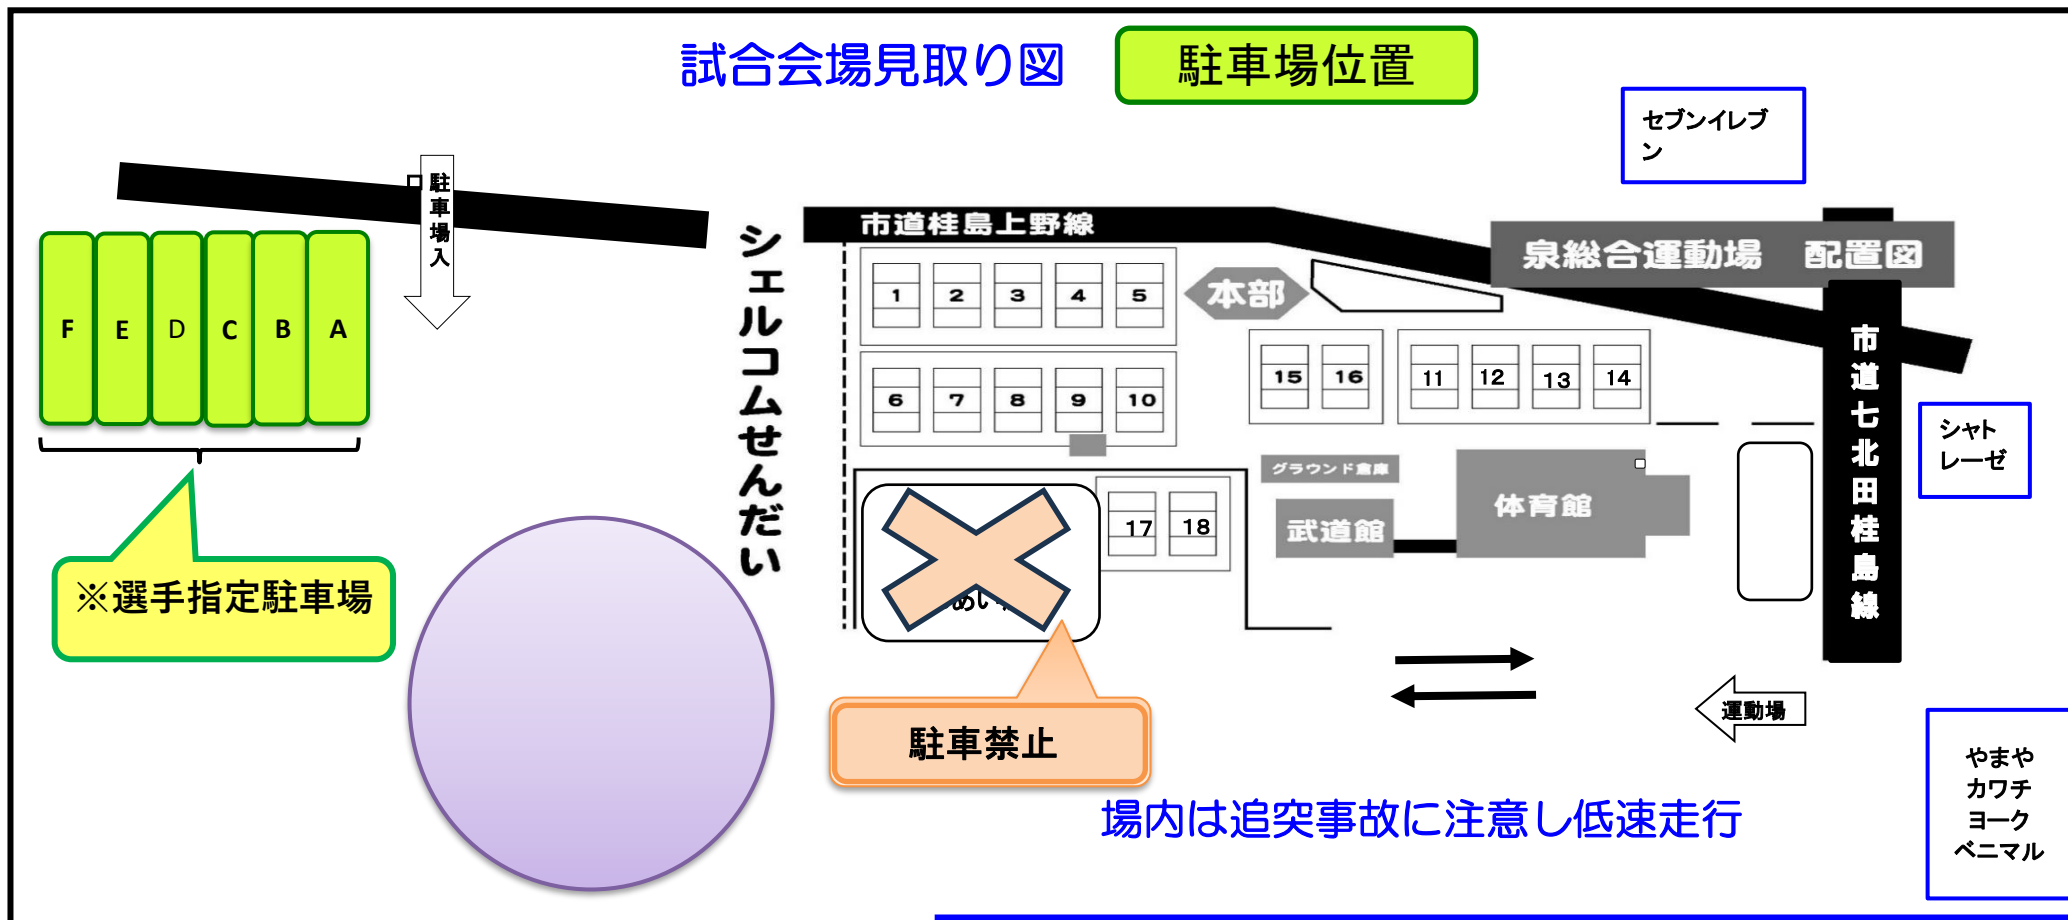 試合会場見取り図
駐車場位置
セブンイレブ
ン
駐車場入
市道桂島上野線
泉総合運動場　配置図
シェルコムせんだい
本部
1 2 3 4 5
F E D C B A
市道七北田桂島線
15 16 11 12 13 14
6 7 8 9 10
シャト
レーゼ
グラウンド倉庫
体育館
17 18
武道館
※選手指定駐車場
めい
運動場
駐車禁止
やまや
カワチ
ヨーク
ベニマル
場内は追突事故に注意し低速走行